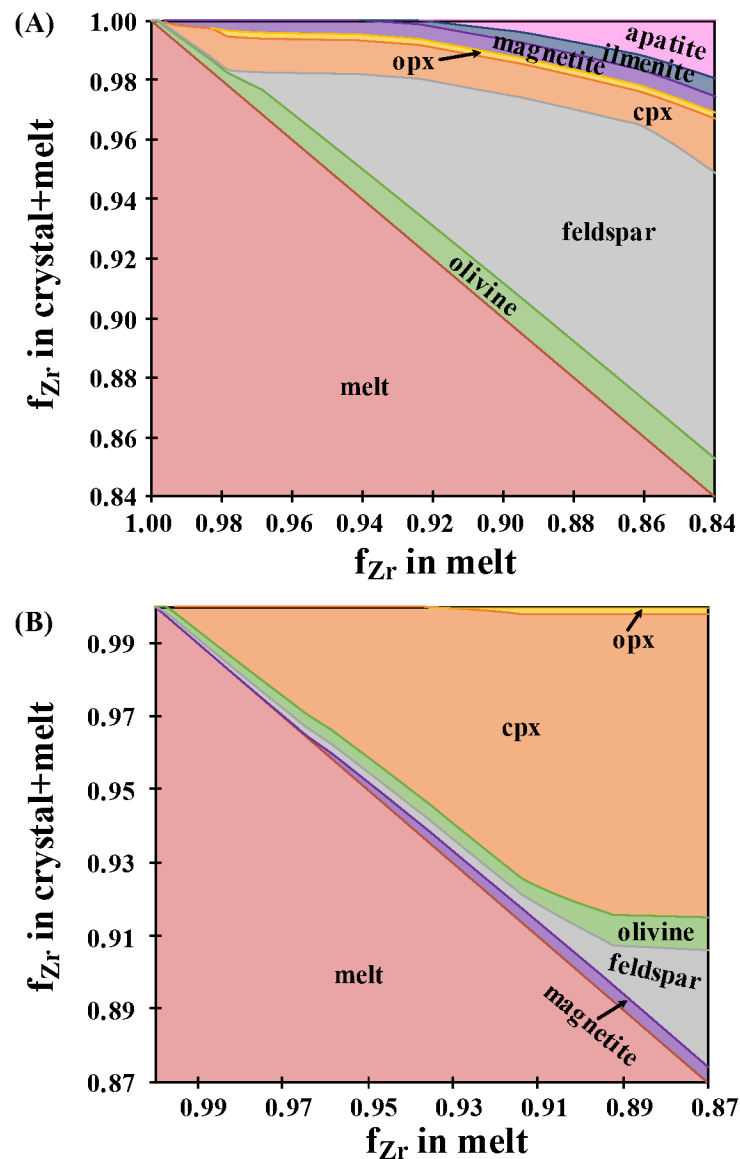 (A)
1.00
0.98
0.96
0.94
0.92
0.90
0.88
0.86
0.84
f_Zr in crystal+melt
apatite
ilmenite
magnetite
opx
cpx
feldspar
olivine
melt
1.00 0.98 0.96 0.94 0.92 0.90 0.88 0.86 0.84
f_Zr in melt
(B)
0.99
0.97
0.95
0.93
0.91
0.89
0.87
f_Zr in crystal+melt
opx
cpx
olivine
feldspar
magnetite
melt
0.99 0.97 0.95 0.93 0.91 0.89 0.87
f_Zr in melt